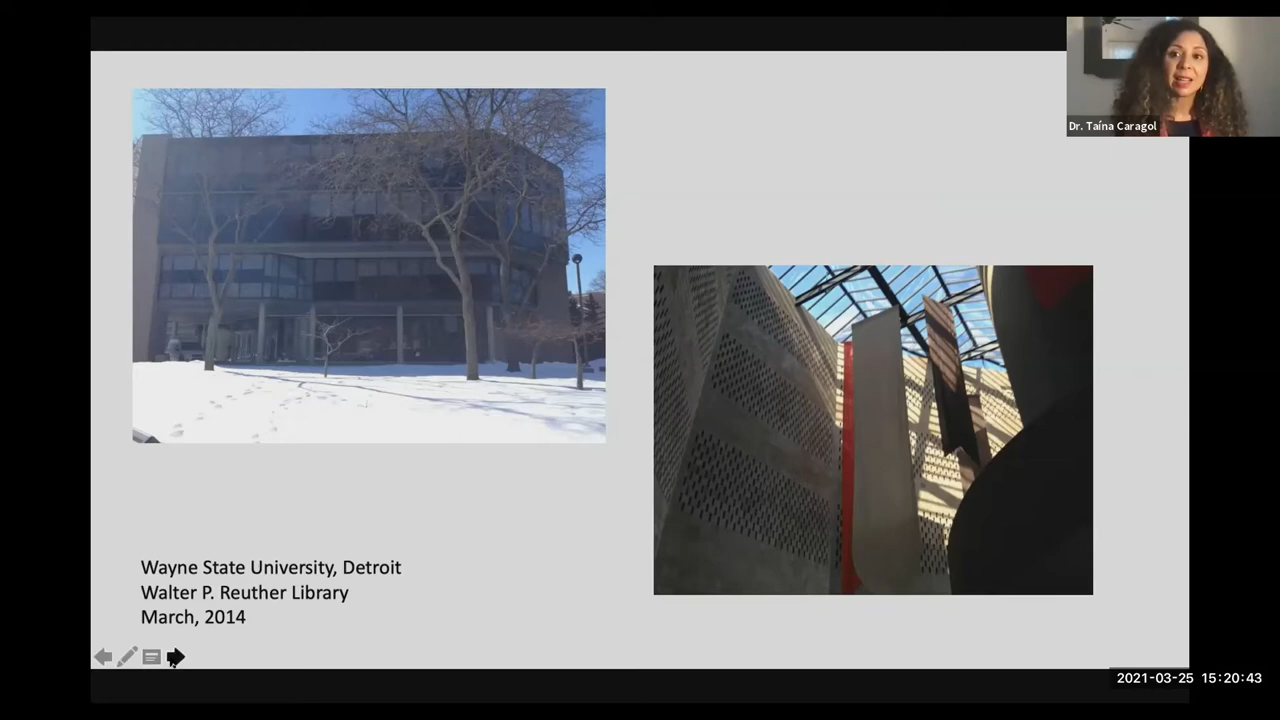 Dr. Taína Caragol
Wayne State University, Detroit
Walter P. Reuther Library
March, 2014
2021-03-25 15:20:43